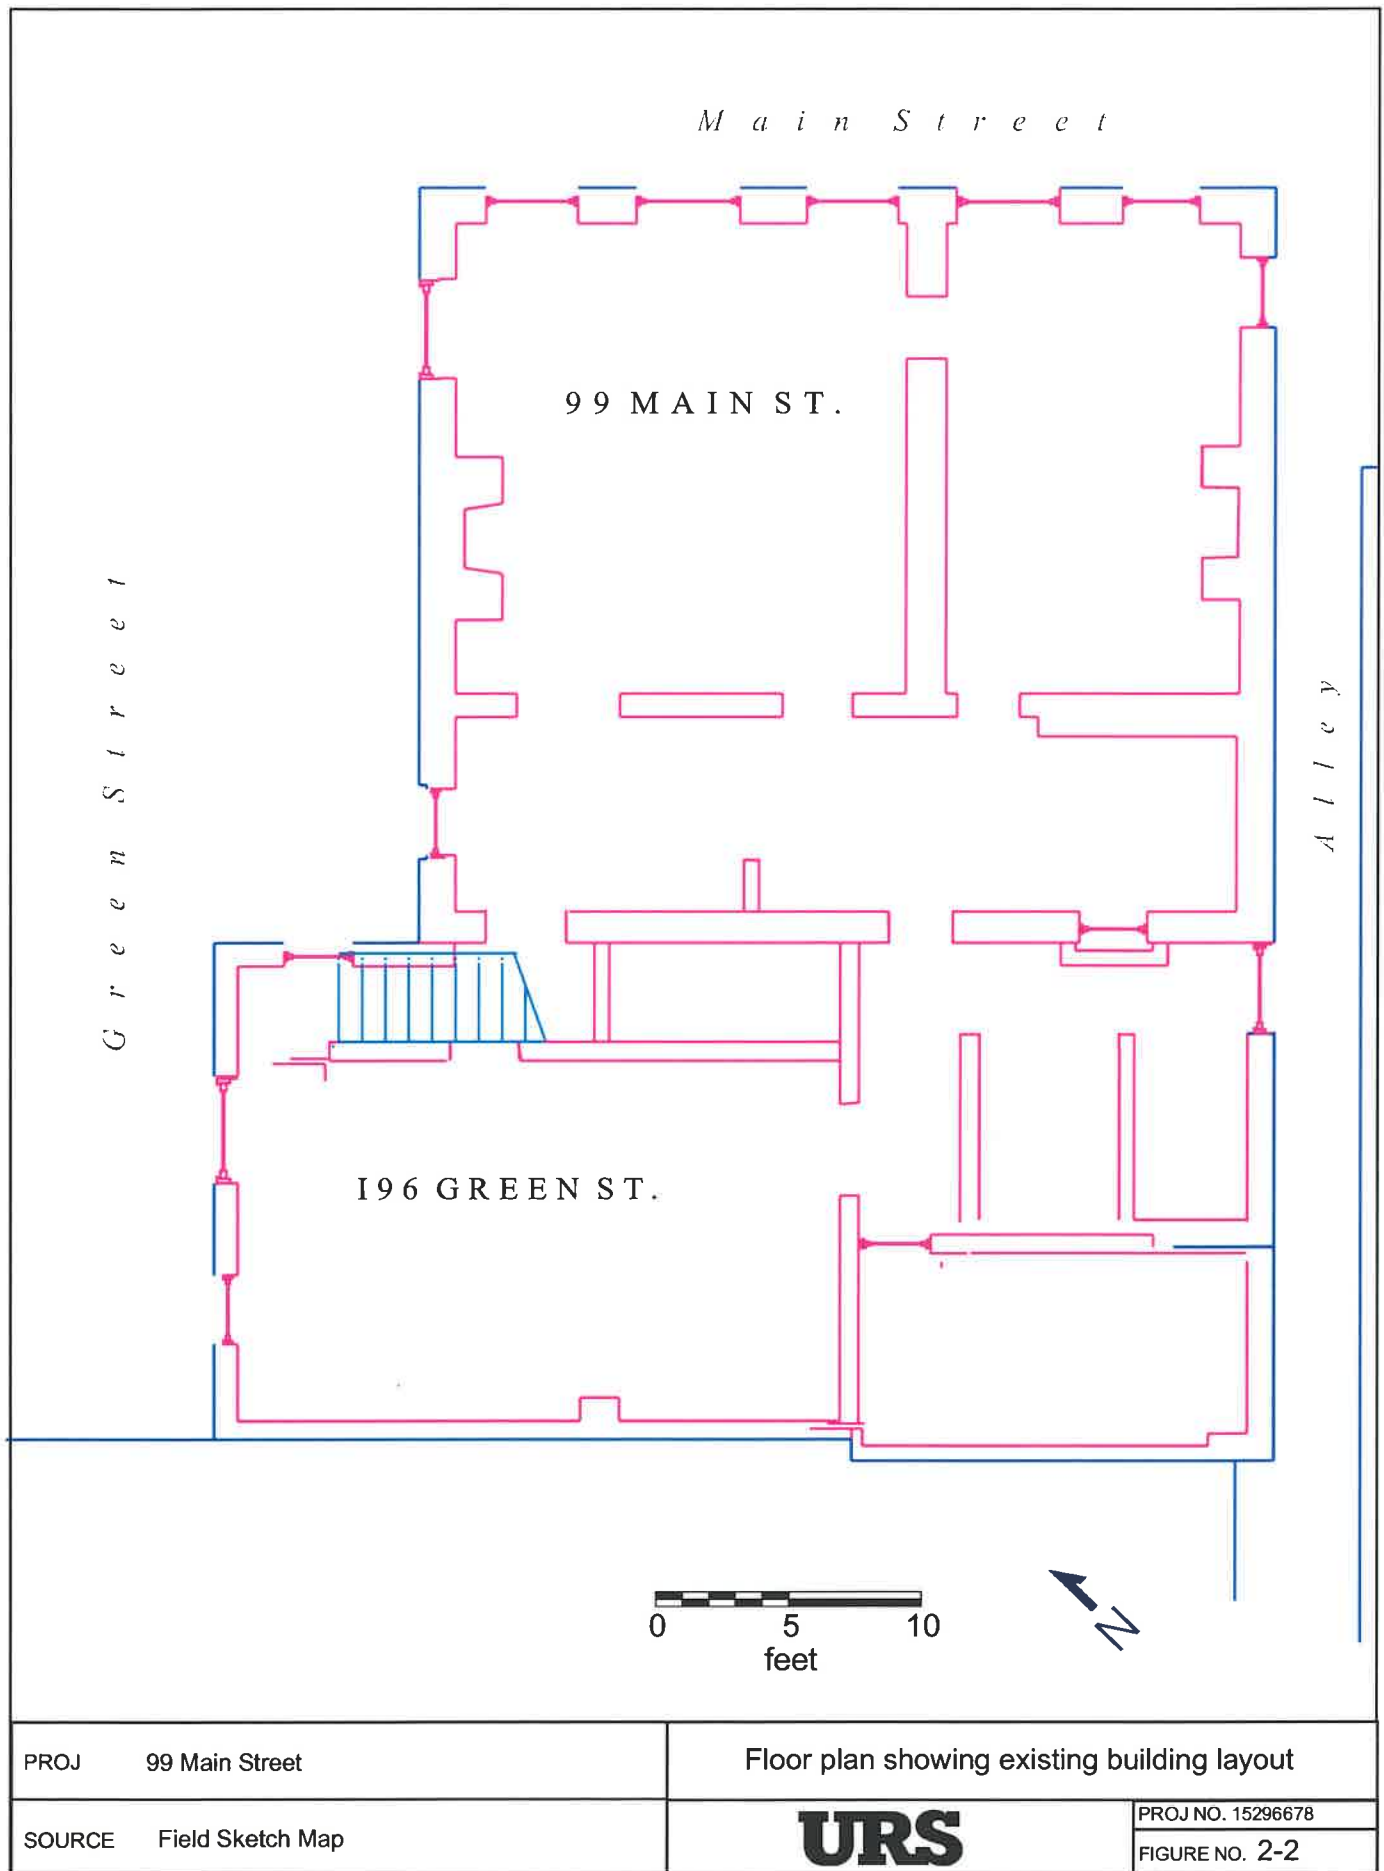 Main Street
99 MAIN ST.
Green Street
Alley
I96 GREEN ST.
0 5 10
feet
N
PROJ 99 Main Street
Floor plan showing existing building layout
SOURCE Field Sketch Map
URS
PROJ NO. 15296678
FIGURE NO. 2-2